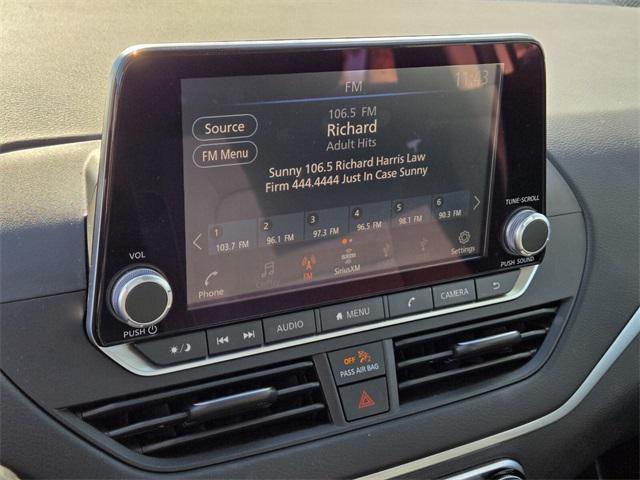 FM
11:43
106.5 FM
Richard
Adult Hits
Source
FM Menu
Sunny 106.5 Richard Harris Law
Firm 444.4444 Just In Case Sunny
1 2 3 4 5 6
103.7 FM 96.1 FM 97.3 FM 96.5 FM 98.1 FM 90.3 FM
Phone
FM
SiriusXM
Settings
VOL
PUSH
TUNE-SCROLL
PUSH SOUND
AUDIO
MENU
CAMERA
OFF
PASS AIR BAG